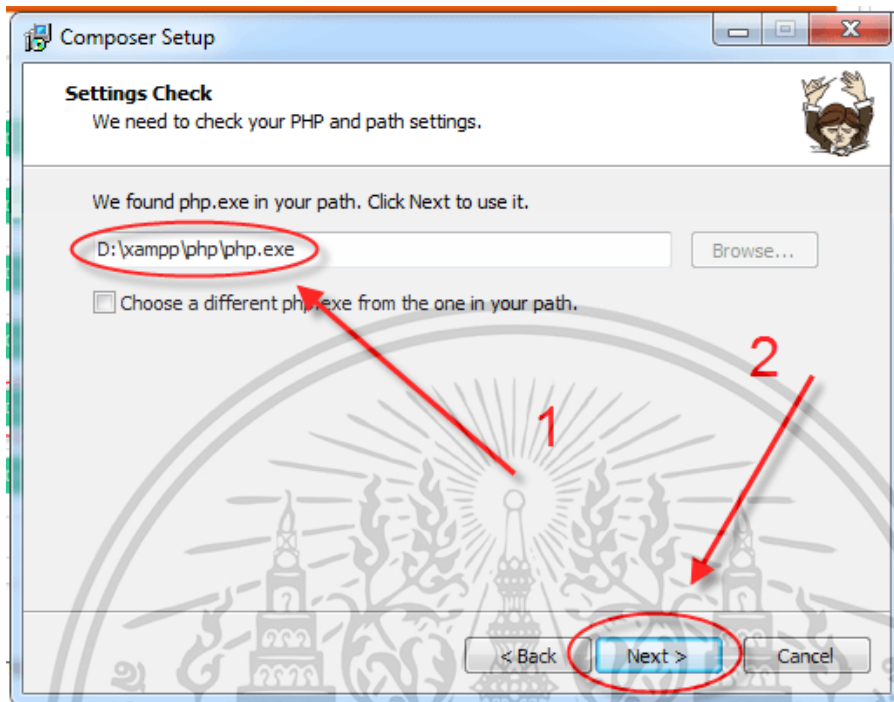 Composer Setup
Settings Check
We need to check your PHP and path settings.
We found php.exe in your path. Click Next to use it.
D:\xampp\php\php.exe
Browse...
Choose a different php.exe from the one in your path.
2
1
< Back
Next >
Cancel